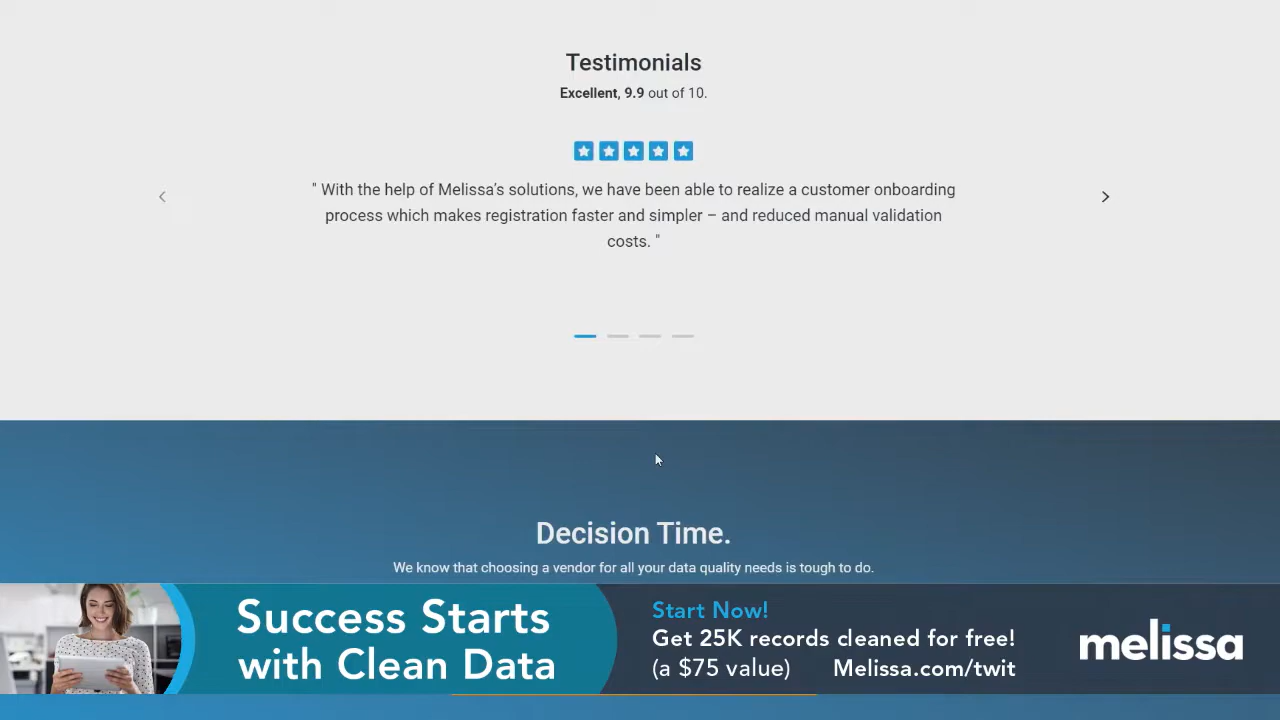 Testimonials
Excellent, 9.9 out of 10.
" With the help of Melissa’s solutions, we have been able to realize a customer onboarding
process which makes registration faster and simpler – and reduced manual validation
costs. "
Decision Time.
We know that choosing a vendor for all your data quality needs is tough to do.
Success Starts
with Clean Data
Start Now!
Get 25K records cleaned for free!
(a $75 value) Melissa.com/twit
melissa